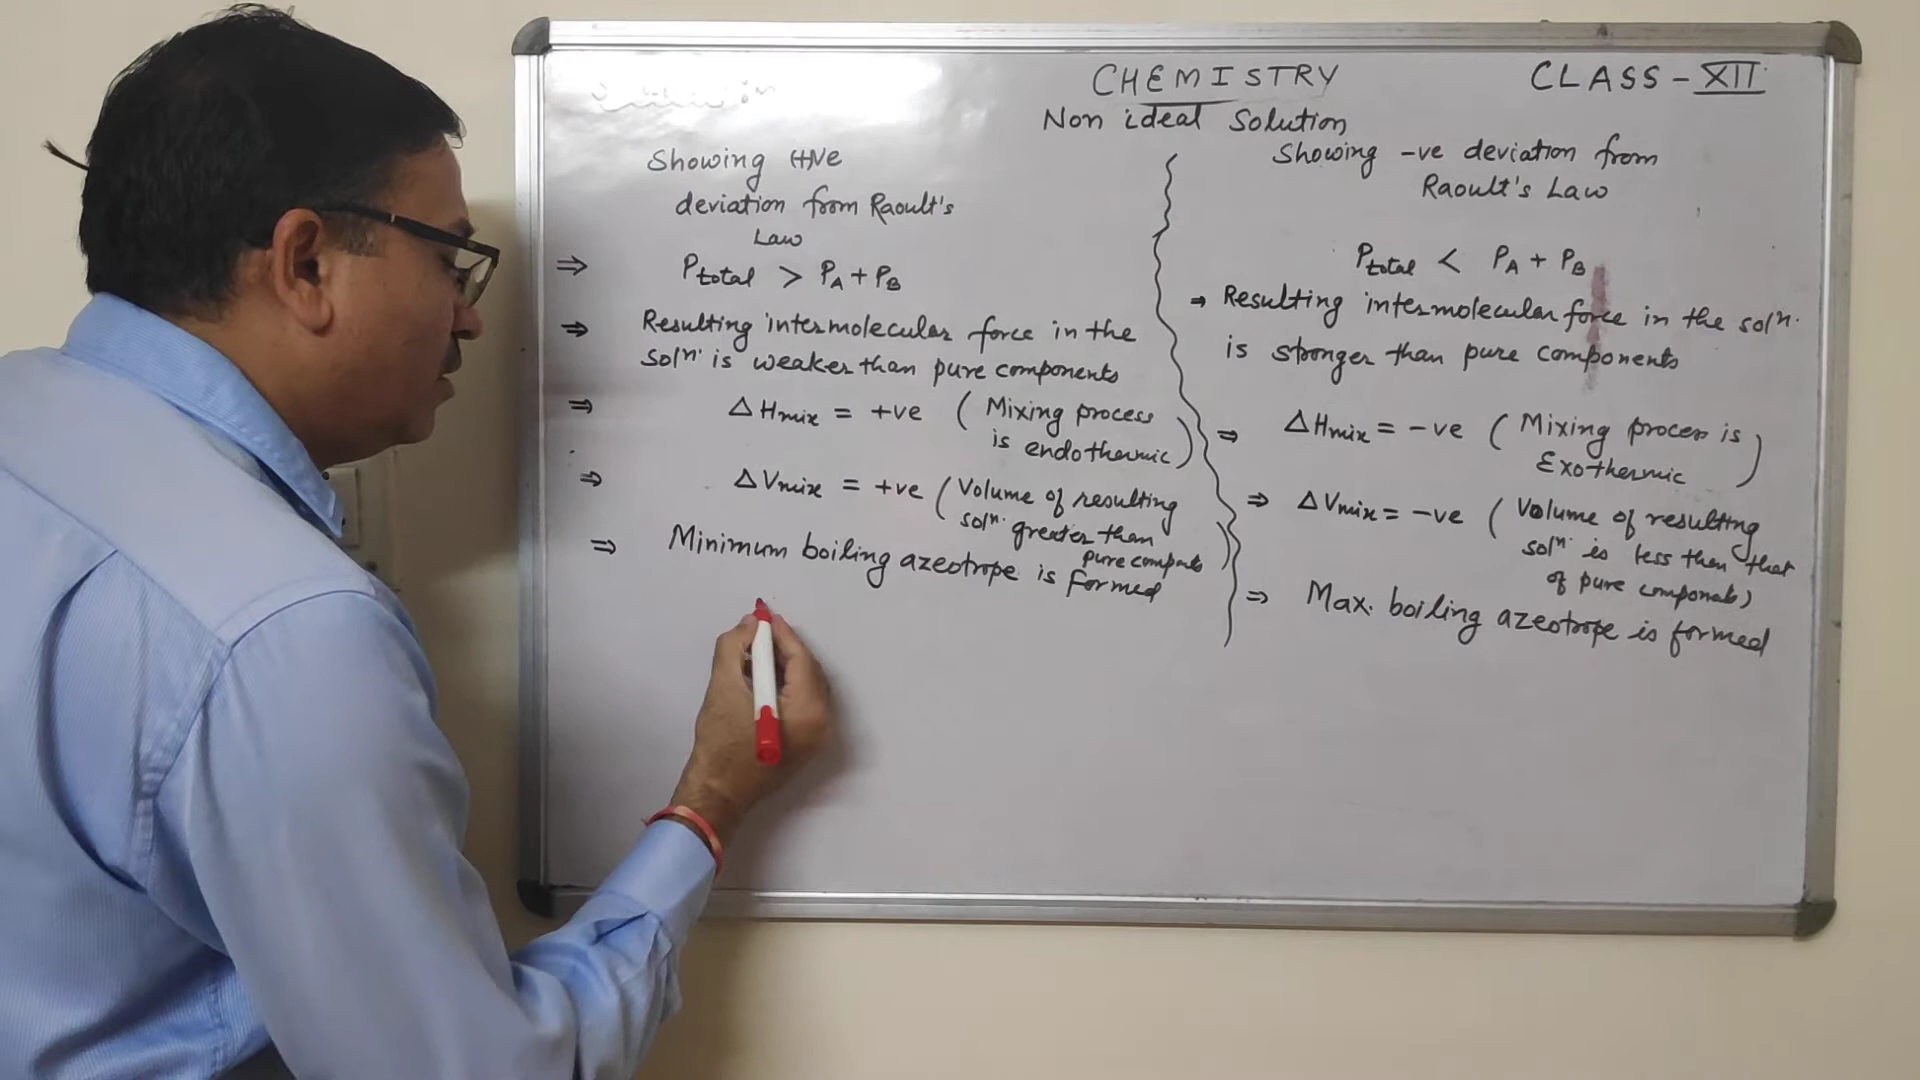 CHEMISTRY
CLASS - XII
Non ideal Solution
Showing +Ve
deviation from Raoult's
Law
⇒ Ptotal > PA + PB
⇒ Resulting intermolecular force in the
solⁿ. is weaker than pure components
⇒ ΔHmix = +ve ( Mixing process
is endothermic )
⇒ ΔVmix = +ve ( Volume of resulting
solⁿ. greater than
pure compnts )
⇒ Minimum boiling azeotrope is formed
Showing -ve deviation from
Raoult's Law
Ptotal < PA + PB
⇒ Resulting intermolecular force in the solⁿ.
is stronger than pure components
⇒ ΔHmix = -ve ( Mixing process is
Exothermic )
⇒ ΔVmix = -ve ( Volume of resulting
solⁿ. is less then that
of pure componats )
⇒ Max. boiling azeotrope is formed